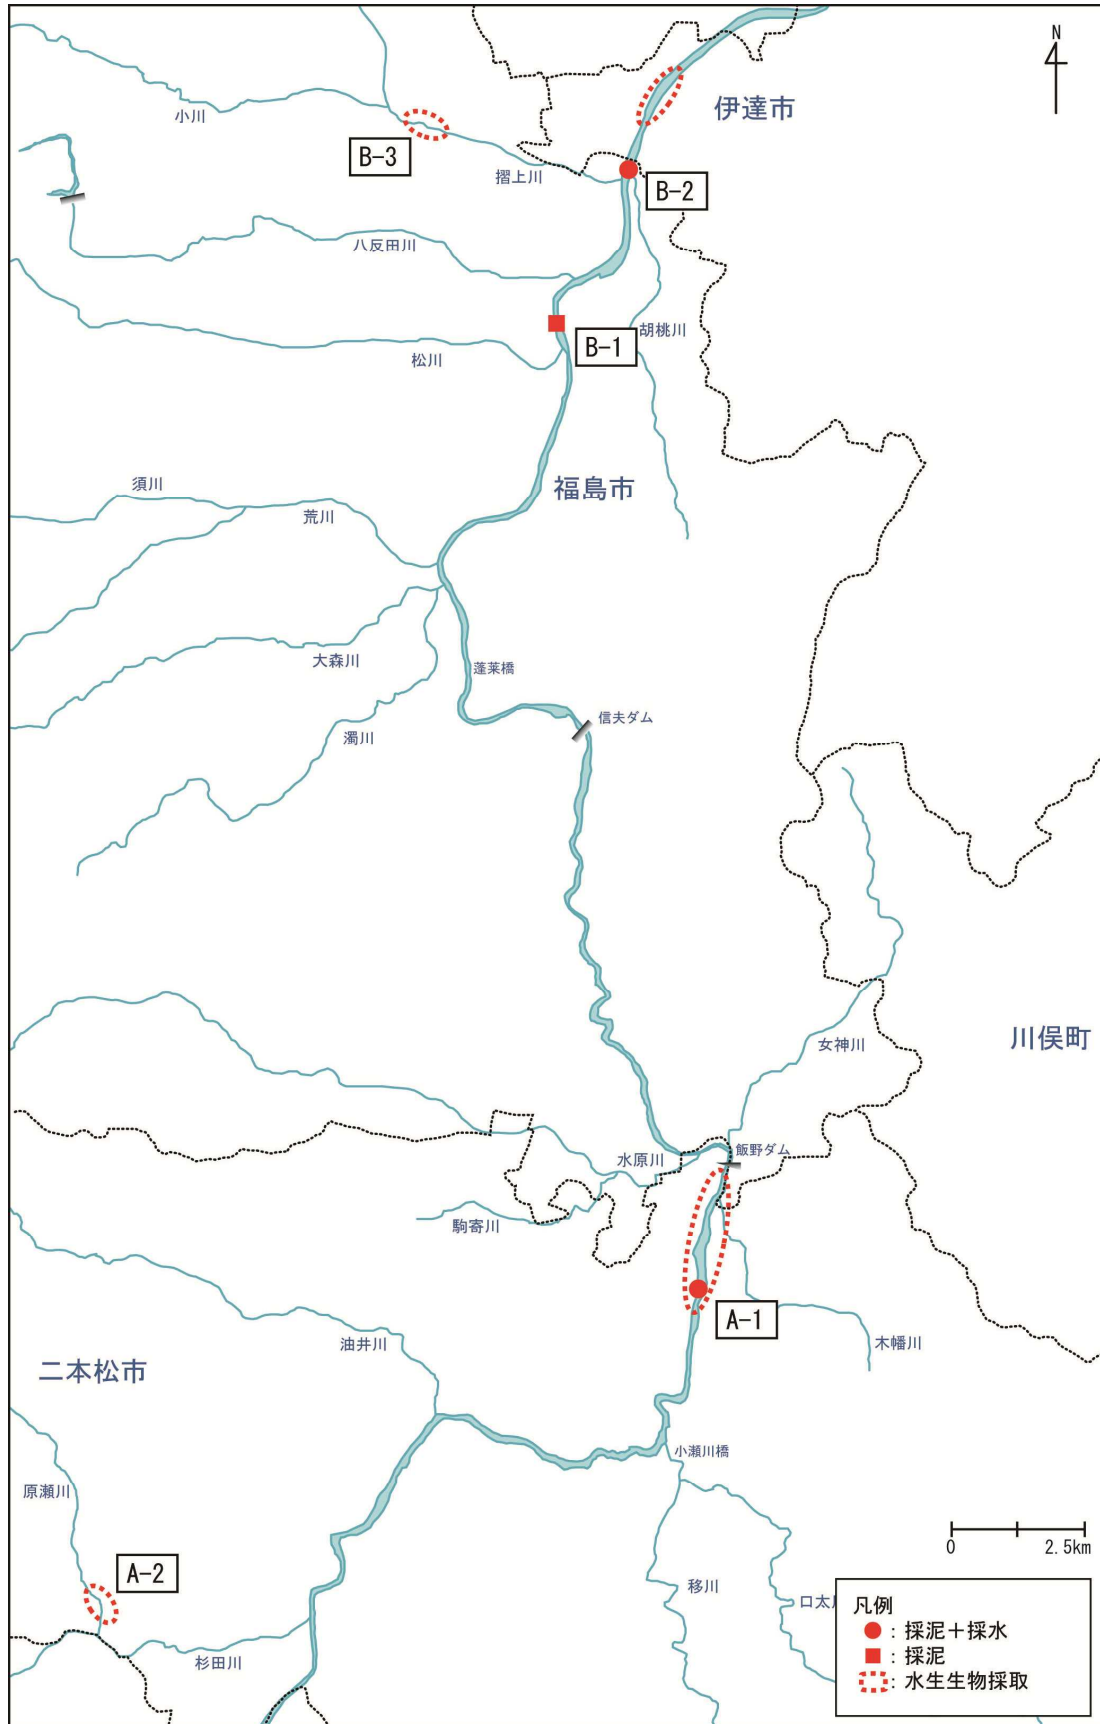 N
伊達市
小川
B-3
摺上川
B-2
八反田川
胡桃川
B-1
松川
福島市
須川
荒川
大森川
蓬莱橋
信夫ダム
濁川
川俣町
女神川
飯野ダム
水原川
駒寄川
A-1
木幡川
油井川
二本松市
小瀬川橋
原瀬川
0 2.5km
A-2
移川
口太川
杉田川
凡例
：採泥＋採水
：採泥
：水生生物採取